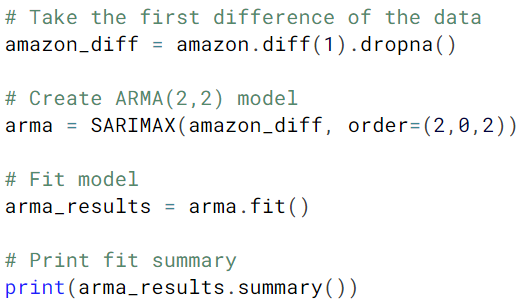 # Take the first difference of the data
amazon_diff = amazon.diff(1).dropna()
# Create ARMA(2,2) model
arma = SARIMAX(amazon_diff, order=(2,0,2))
# Fit model
arma_results = arma.fit()
# Print fit summary
print(arma_results.summary())